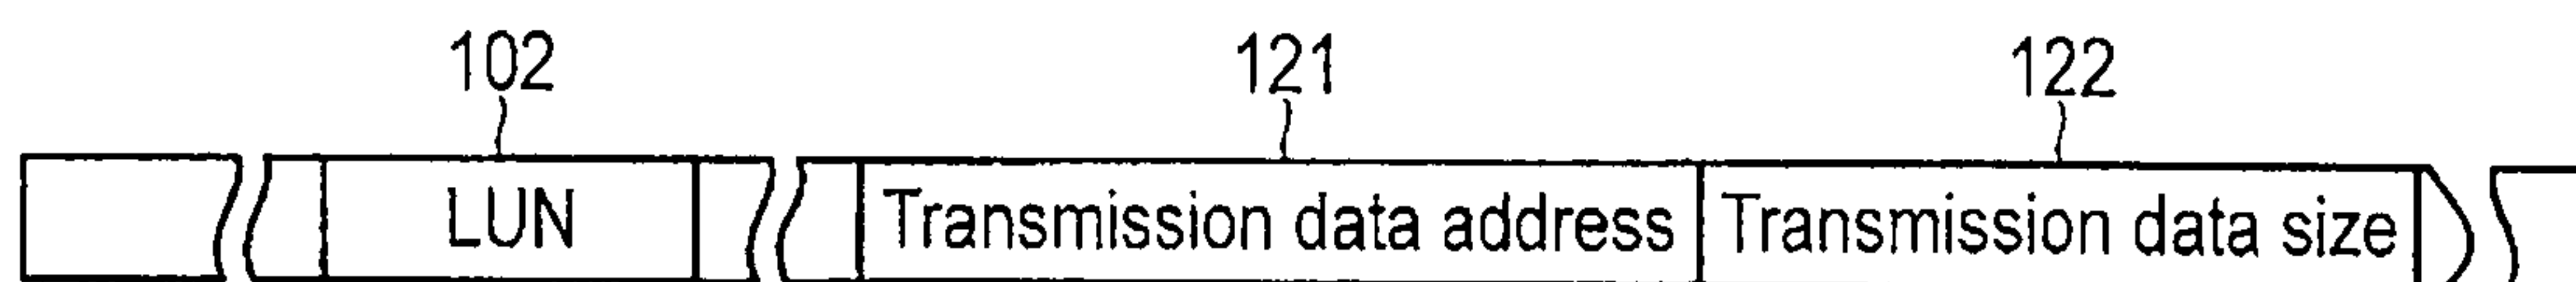 102 121 122
LUN Transmission data address Transmission data size